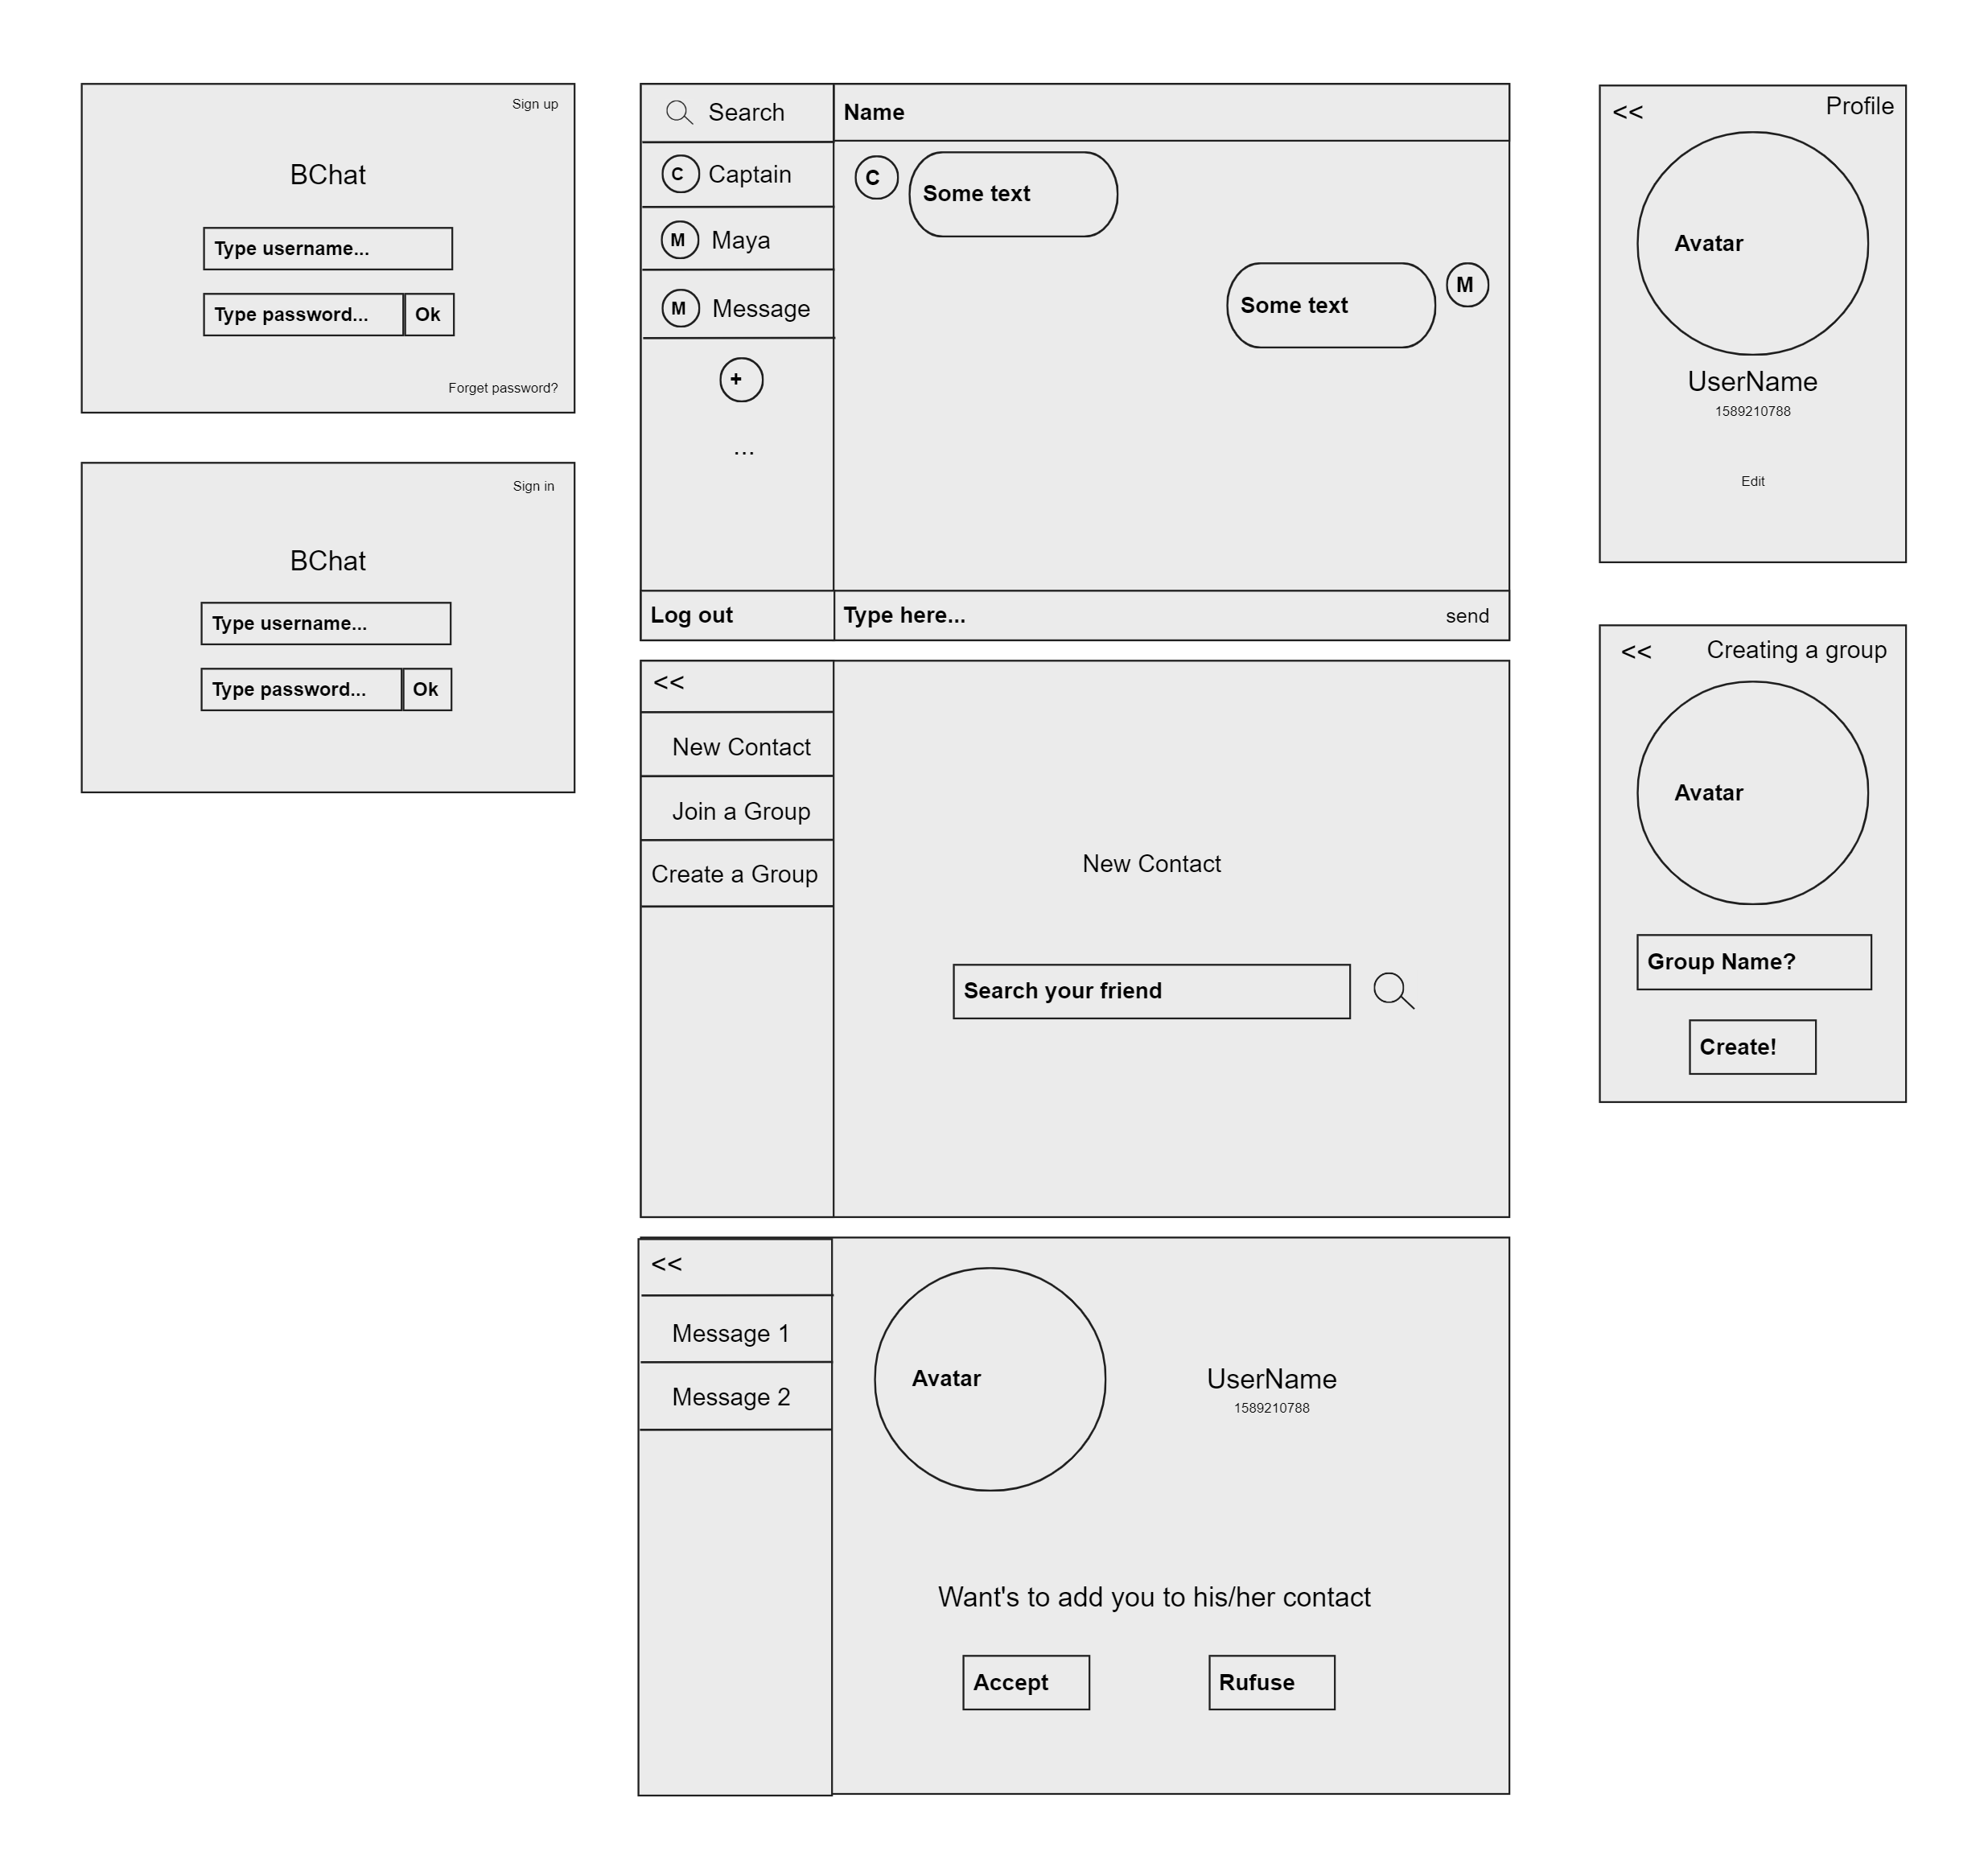 Sign up
BChat
Type username...
Type password...
Ok
Forget password?
Sign in
BChat
Type username...
Type password...
Ok
Search
C
Captain
M
Maya
M
Message
+
...
Log out
Name
C
Some text
Some text
M
Type here...
send
<<
New Contact
Join a Group
Create a Group
New Contact
Search your friend
<<
Message 1
Message 2
Avatar
UserName
1589210788
Want's to add you to his/her contact
Accept
Rufuse
<<
Profile
Avatar
UserName
1589210788
Edit
<<
Creating a group
Avatar
Group Name?
Create!